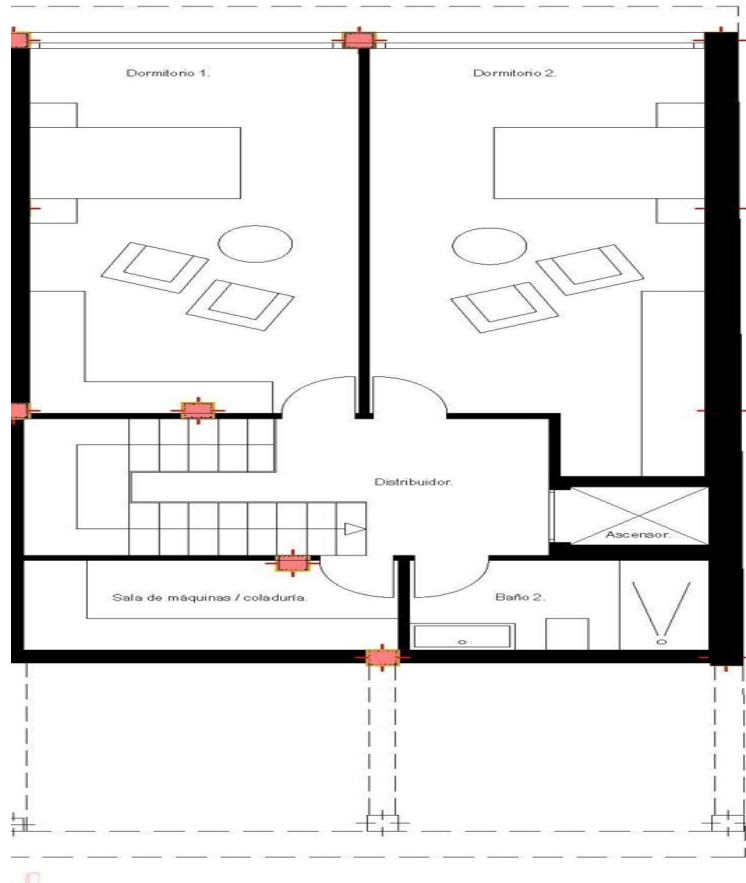 Dormitorio 1.
Dormitorio 2.
Distribuidor.
Ascensor.
Sala de máquinas / coladuría.
Baño 2.